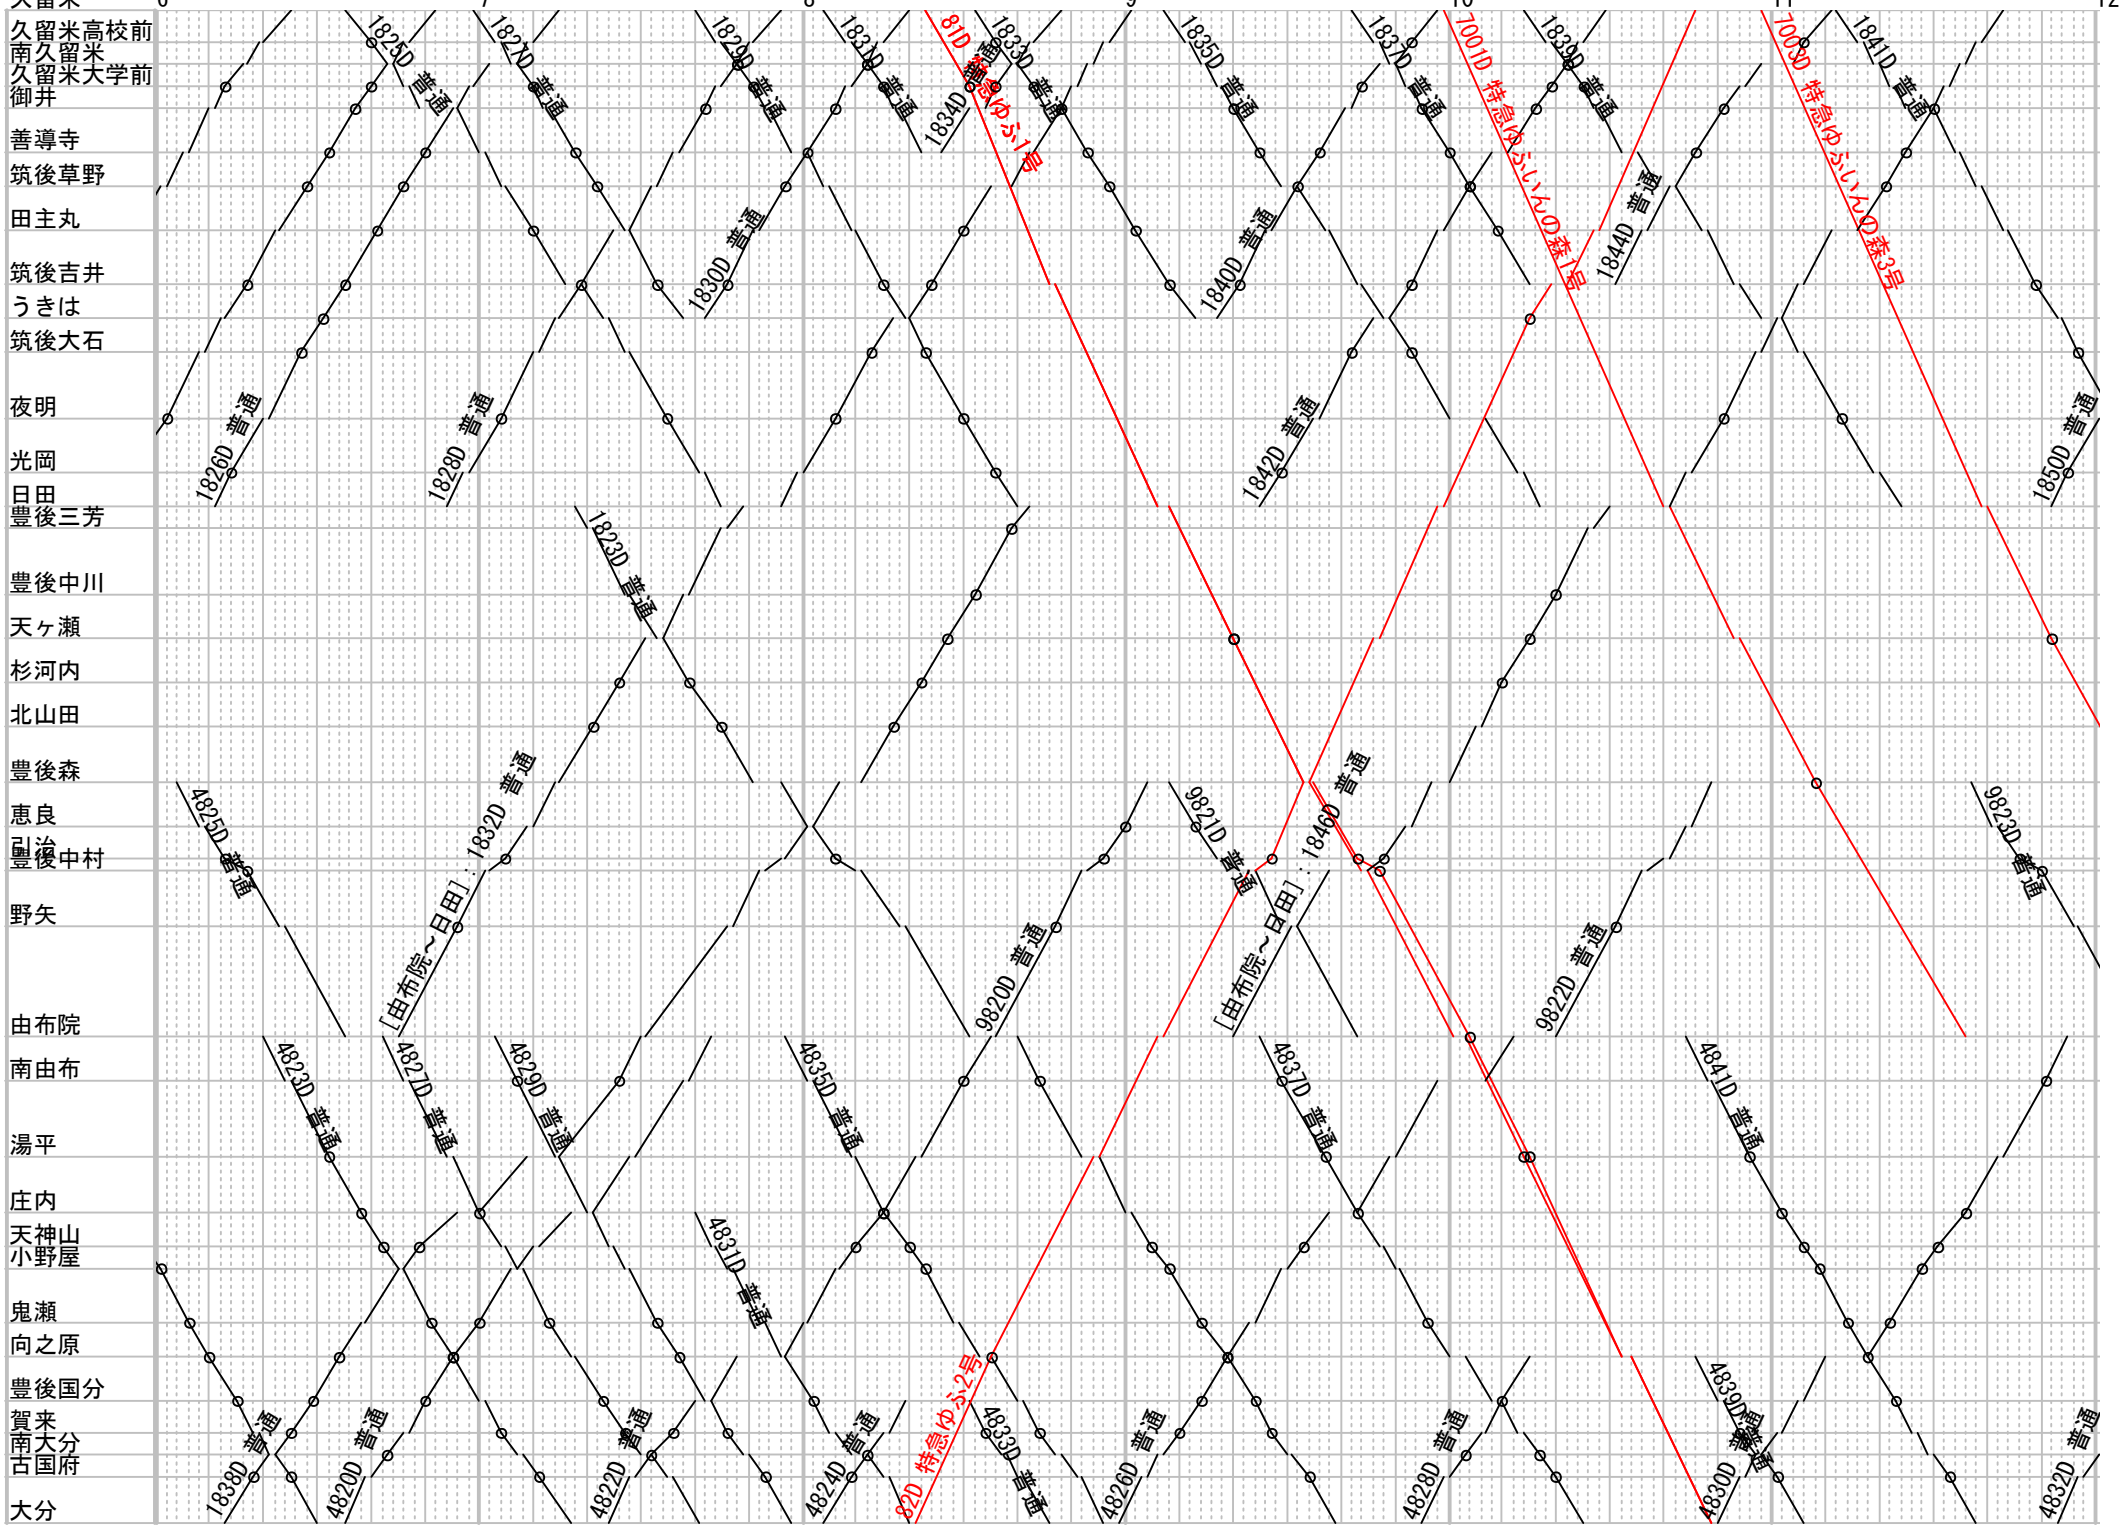 久留米 6 7 8 9 10 11 12
久留米高校前
南久留米
久留米大学前
御井
善導寺
筑後草野
田主丸
筑後吉井
うきは
筑後大石
夜明
光岡
日田
豊後三芳
豊後中川
天ヶ瀬
杉河内
北山田
豊後森
恵良
引治
豊後中村
野矢
由布院
南由布
湯平
庄内
天神山
小野屋
鬼瀬
向之原
豊後国分
賀来
南大分
古国府
大分
1825D 普通
1827D 普通
1829D 普通
1831D 普通
81D 特急ゆふ1号
1833D 普通
1834D 普通
1835D 普通
1837D 普通
7001D 特急ゆふいんの森1号
1839D 普通
7003D 特急ゆふいんの森3号
1841D 普通
1830D 普通
1840D 普通
1844D 普通
1826D 普通
1828D 普通
1842D 普通
1850D 普通
1823D 普通
4825D 普通
[由布院～日田]：1832D 普通
9821D 普通
[由布院～日田]：1846D 普通
9823D 普通
9820D 普通
9822D 普通
4823D 普通
4827D 普通
4829D 普通
4835D 普通
4837D 普通
4841D 普通
4831D 普通
1838D 普通
4820D 普通
4822D 普通
4824D 普通
82D 特急ゆふ2号
4833D 普通
4826D 普通
4828D 普通
4839D 普通
4830D 普通
4832D 普通